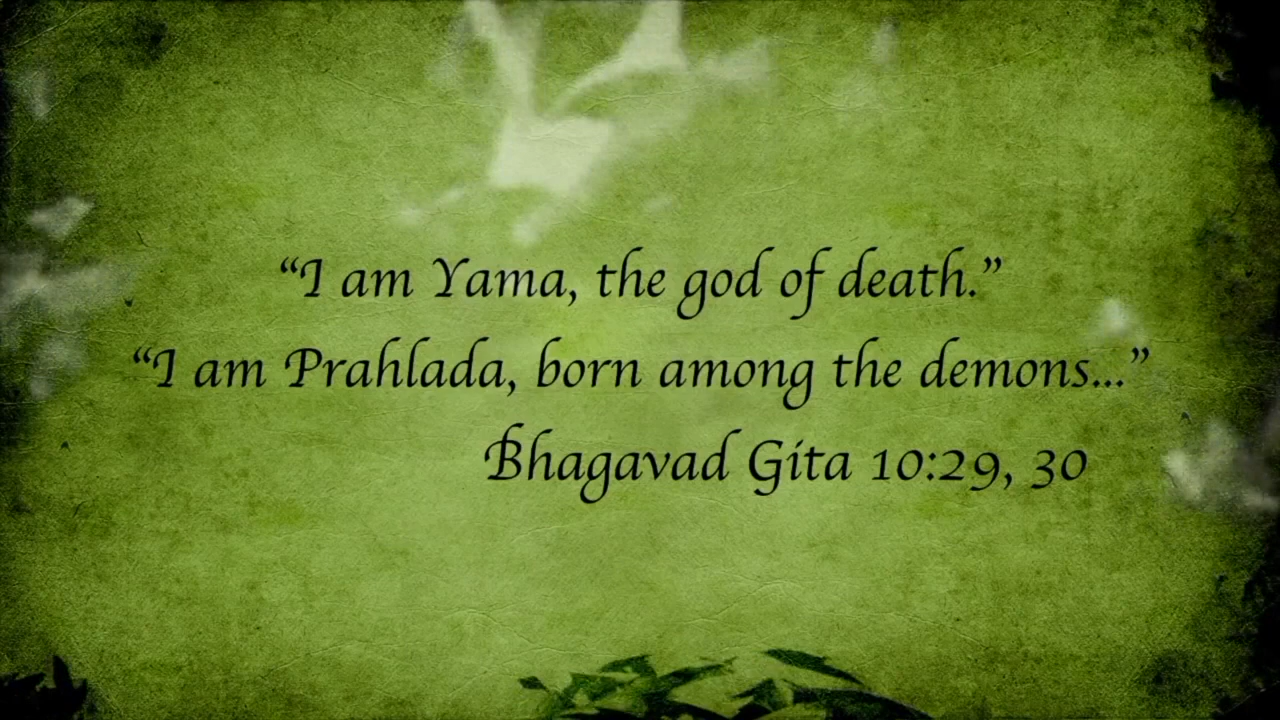 “I am Yama, the god of death.”
“I am Prahlada, born among the demons...”
Bhagavad Gita 10:29, 30